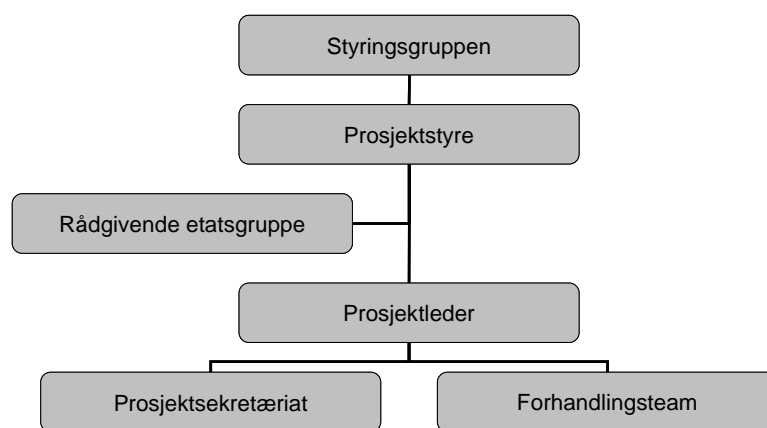 Styringsgruppen
Prosjektstyre
Rådgivende etatsgruppe
Prosjektleder
Prosjektsekretæriat
Forhandlingsteam